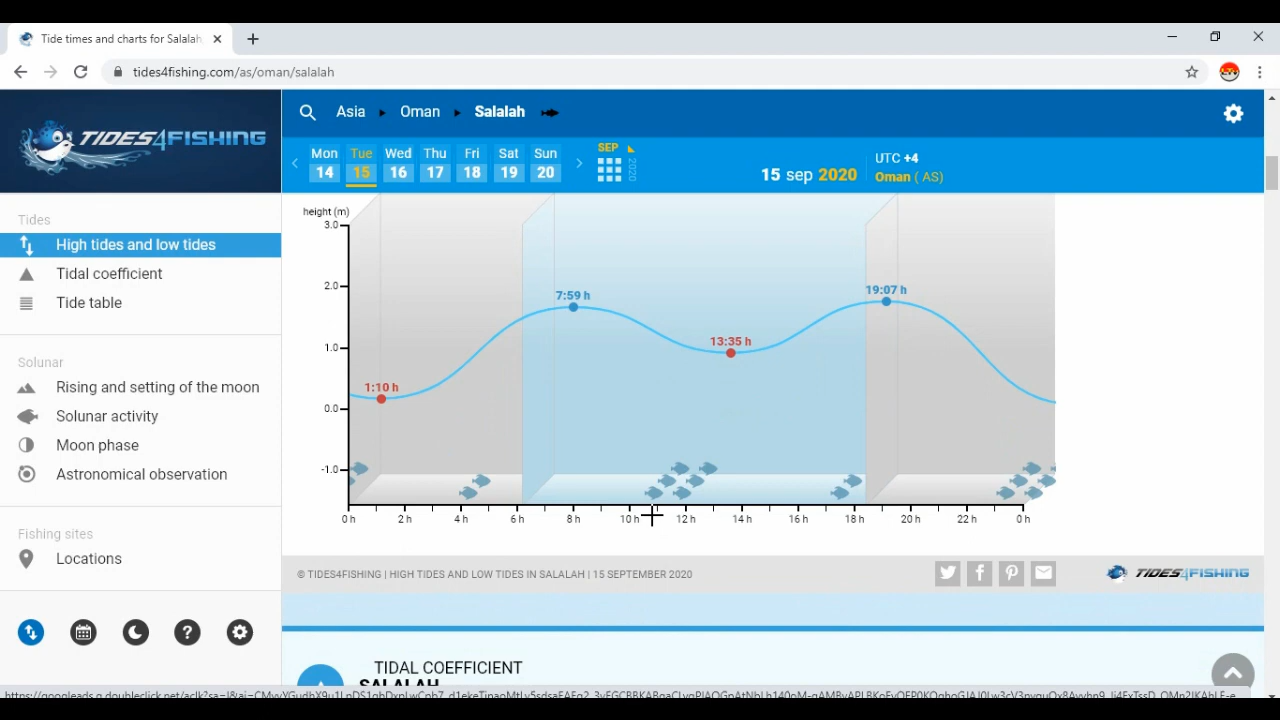 Tide times and charts for Salalah
tides4fishing.com/as/oman/salalah
TIDES4FISHING
Asia Oman Salalah
Mon Tue Wed Thu Fri Sat Sun
14 15 16 17 18 19 20
SEP
2020
15 sep 2020
UTC +4
Oman ( AS)
Tides
High tides and low tides
Tidal coefficient
Tide table
Solunar
Rising and setting of the moon
Solunar activity
Moon phase
Astronomical observation
Fishing sites
Locations
height (m)
3.0
2.0
1.0
0.0
-1.0
1:10 h
7:59 h
13:35 h
19:07 h
0 h 2 h 4 h 6 h 8 h 10 h 12 h 14 h 16 h 18 h 20 h 22 h 0 h
© TIDES4FISHING | HIGH TIDES AND LOW TIDES IN SALALAH | 15 SEPTEMBER 2020
TIDES4FISHING
TIDAL COEFFICIENT
SALALAH